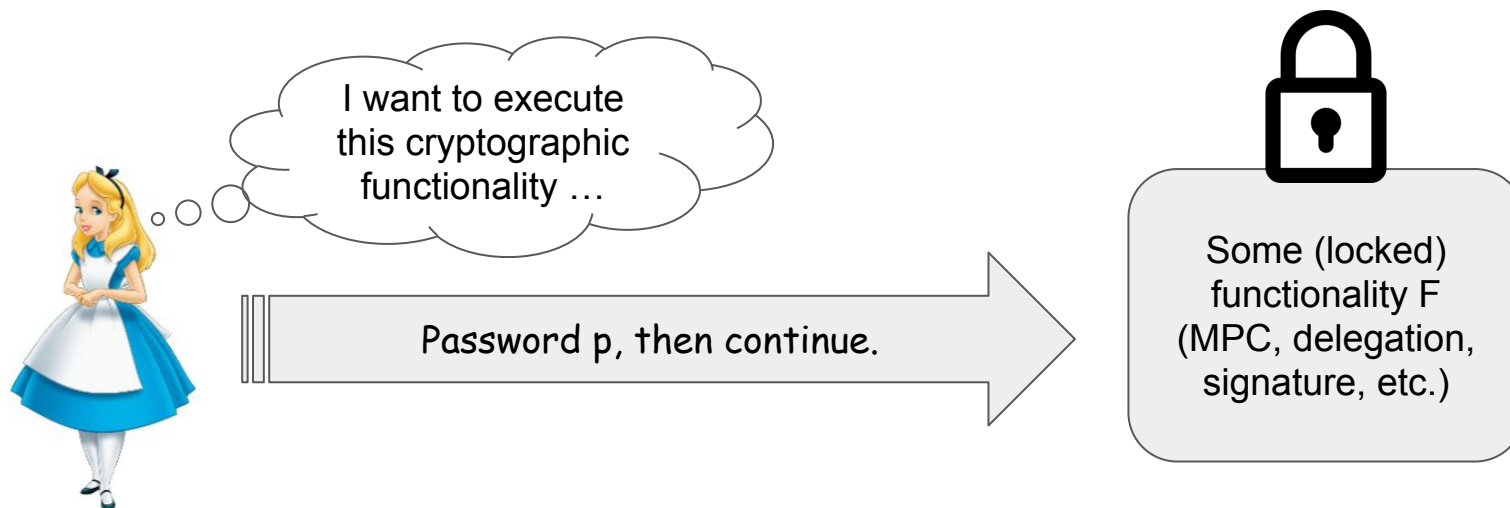 I want to execute
this cryptographic
functionality …
Password p, then continue.
Some (locked)
functionality F
(MPC, delegation,
signature, etc.)